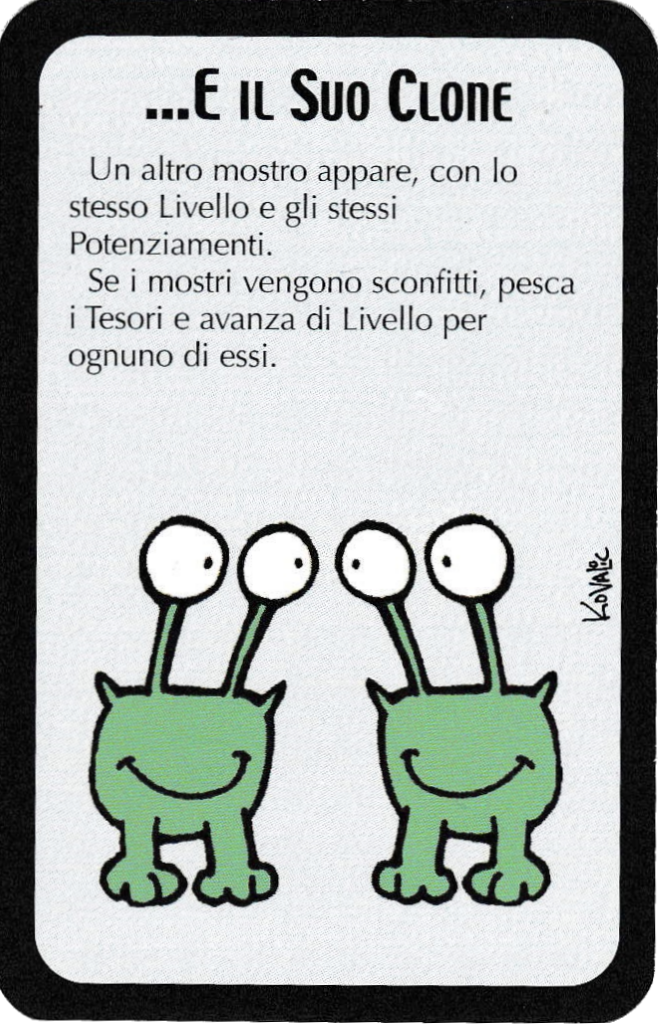 ...E il Suo Clone
Un altro mostro appare, con lo
stesso Livello e gli stessi
Potenziamenti.
Se i mostri vengono sconfitti, pesca
i Tesori e avanza di Livello per
ognuno di essi.
Kovalic